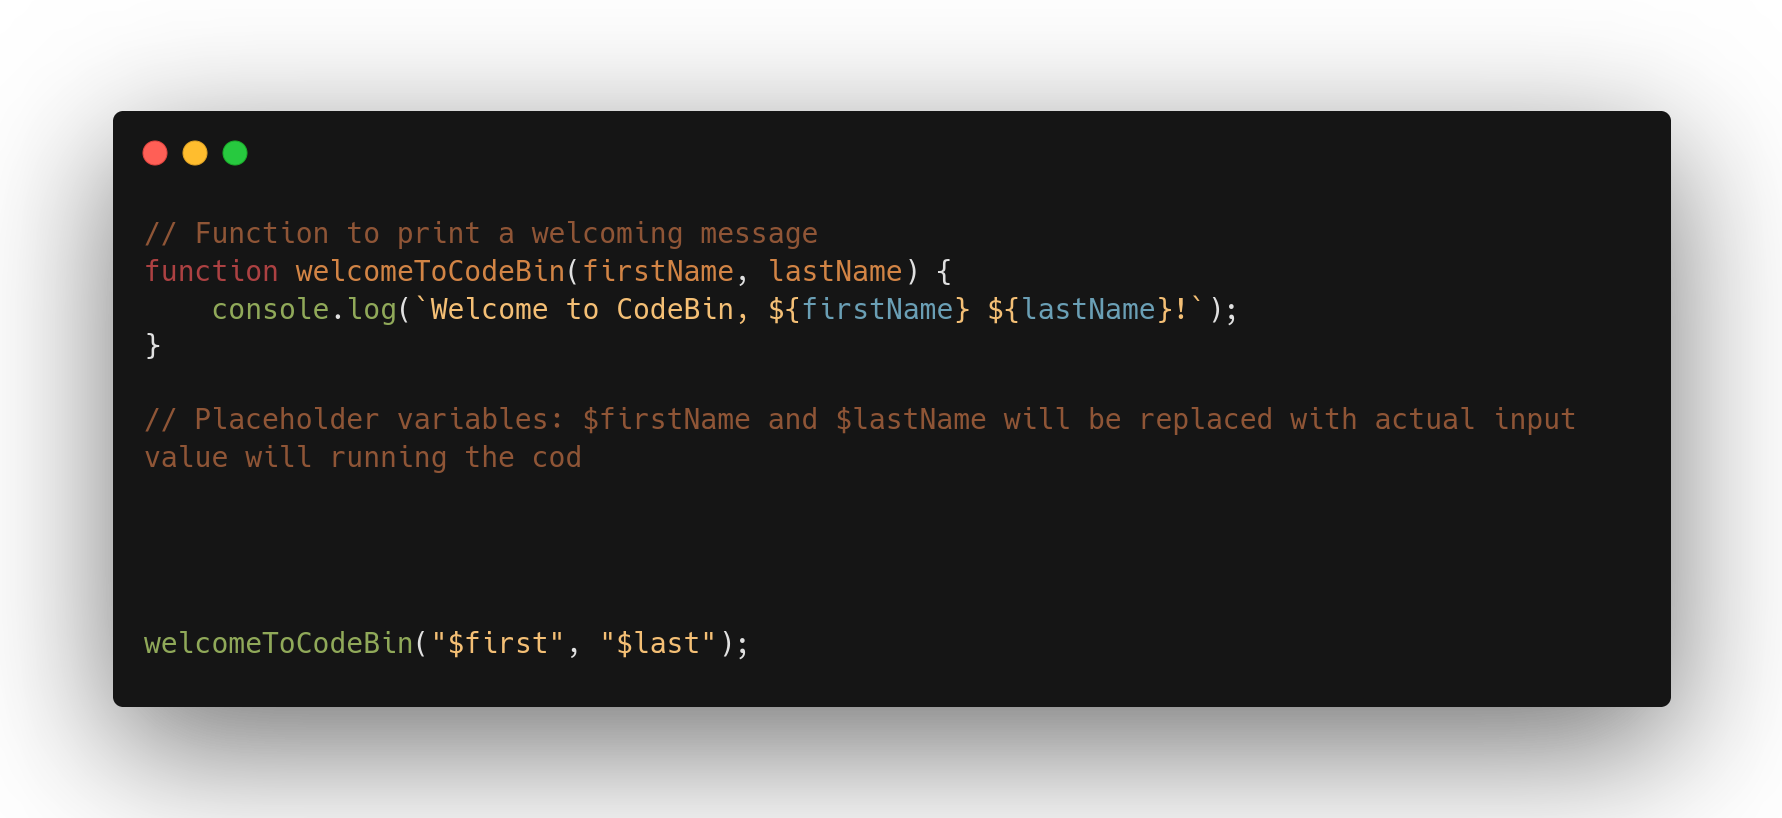 // Function to print a welcoming message
function welcomeToCodeBin(firstName, lastName) {
    console.log(`Welcome to CodeBin, ${firstName} ${lastName}!`);
}
// Placeholder variables: $firstName and $lastName will be replaced with actual input
value will running the cod
welcomeToCodeBin("$first", "$last");